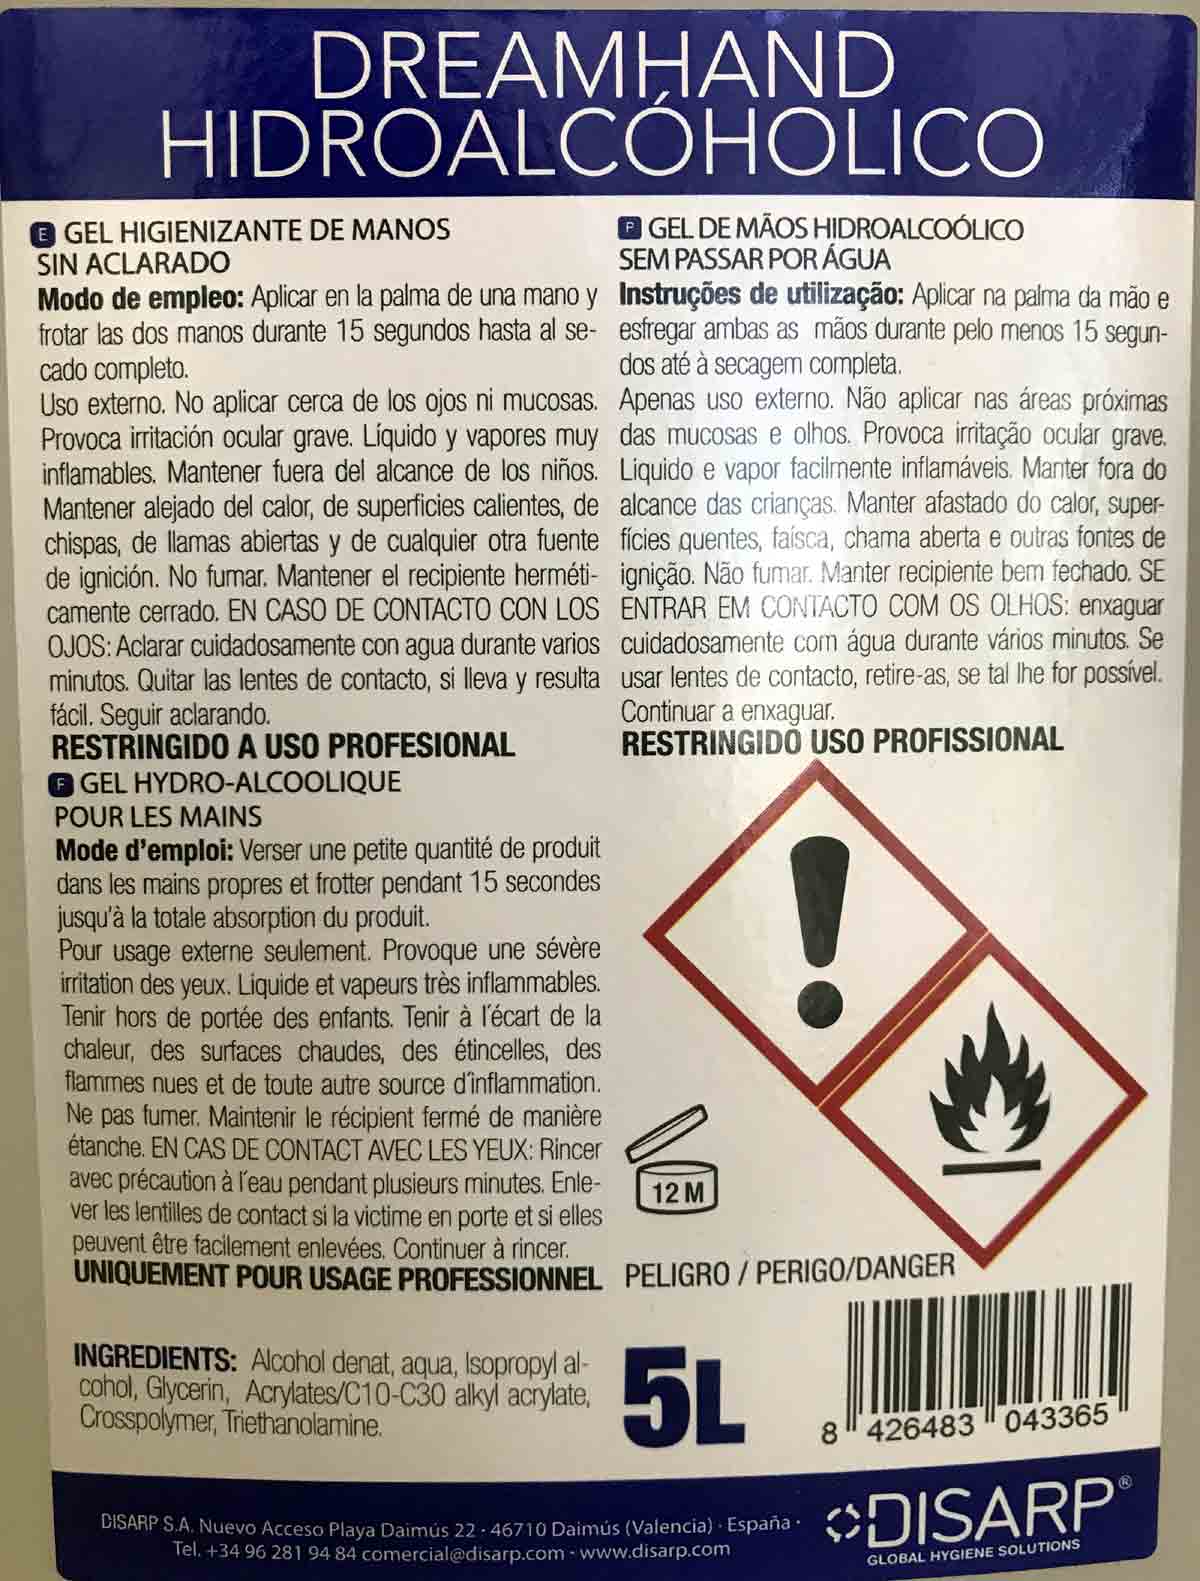 DREAMHAND
HIDROALCÓHOLICO
E GEL HIGIENIZANTE DE MANOS
SIN ACLARADO
Modo de empleo: Aplicar en la palma de una mano y
frotar las dos manos durante 15 segundos hasta al se-
cado completo.
Uso externo. No aplicar cerca de los ojos ni mucosas.
Provoca irritación ocular grave. Líquido y vapores muy
inflamables. Mantener fuera del alcance de los niños.
Mantener alejado del calor, de superficies calientes, de
chispas, de llamas abiertas y de cualquier otra fuente
de ignición. No fumar. Mantener el recipiente herméti-
camente cerrado. EN CASO DE CONTACTO CON LOS
OJOS: Aclarar cuidadosamente con agua durante varios
minutos. Quitar las lentes de contacto, si lleva y resulta
fácil. Seguir aclarando.
RESTRINGIDO A USO PROFESIONAL
F GEL HYDRO-ALCOOLIQUE
POUR LES MAINS
Mode d'emploi: Verser une petite quantité de produit
dans les mains propres et frotter pendant 15 secondes
jusqu'à la totale absorption du produit.
Pour usage externe seulement. Provoque une sévère
irritation des yeux. Liquide et vapeurs très inflammables.
Tenir hors de portée des enfants. Tenir à l'écart de la
chaleur, des surfaces chaudes, des étincelles, des
flammes nues et de toute autre source d'inflammation.
Ne pas fumer. Maintenir le récipient fermé de manière
étanche. EN CAS DE CONTACT AVEC LES YEUX: Rincer
avec précaution à l'eau pendant plusieurs minutes. Enle-
ver les lentilles de contact si la victime en porte et si elles
peuvent être facilement enlevées. Continuer à rincer.
UNIQUEMENT POUR USAGE PROFESSIONNEL
INGREDIENTS: Alcohol denat, aqua, Isopropyl al-
cohol, Glycerin, Acrylates/C10-C30 alkyl acrylate,
Crosspolymer, Triethanolamine.
P GEL DE MÃOS HIDROALCOÓLICO
SEM PASSAR POR ÁGUA
Instruções de utilização: Aplicar na palma da mão e
esfregar ambas as mãos durante pelo menos 15 segun-
dos até à secagem completa.
Apenas uso externo. Não aplicar nas áreas próximas
das mucosas e olhos. Provoca irritação ocular grave.
Liquido e vapor facilmente inflamáveis. Manter fora do
alcance das crianças. Manter afastado do calor, super-
fícies quentes, faísca, chama aberta e outras fontes de
ignição. Não fumar. Manter recipiente bem fechado. SE
ENTRAR EM CONTACTO COM OS OLHOS: enxaguar
cuidadosamente com água durante vários minutos. Se
usar lentes de contacto, retire-as, se tal lhe for possível.
Continuar a enxaguar.
RESTRINGIDO USO PROFISSIONAL
12 M
PELIGRO / PERIGO/DANGER
5L
8 426483 043365
DISARP S.A. Nuevo Acceso Playa Daimús 22 · 46710 Daimús (Valencia) · España ·
Tel. +34 96 281 94 84 comercial@disarp.com · www.disarp.com
DISARP®
GLOBAL HYGIENE SOLUTIONS